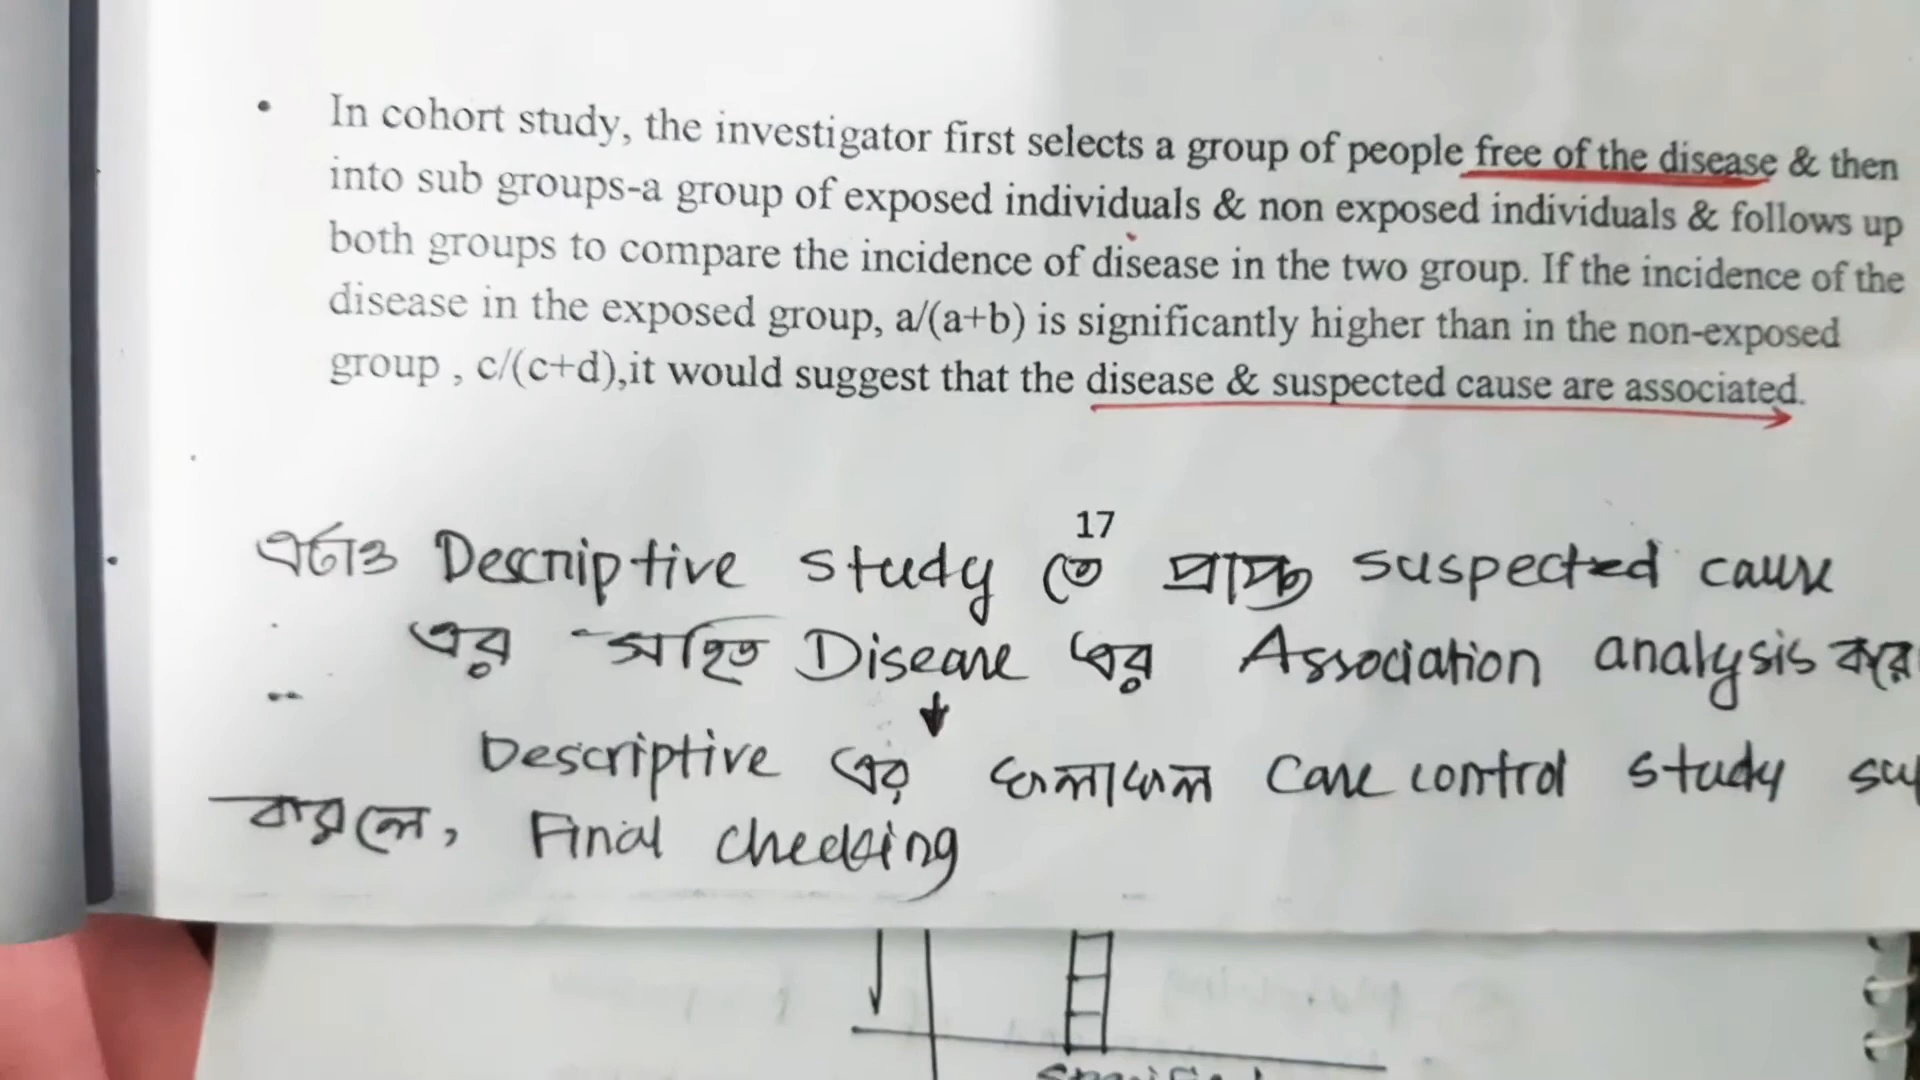 • In cohort study, the investigator first selects a group of people free of the disease & then
into sub groups-a group of exposed individuals & non exposed individuals & follows up
both groups to compare the incidence of disease in the two group. If the incidence of the
disease in the exposed group, a/(a+b) is significantly higher than in the non-exposed
group , c/(c+d),it would suggest that the disease & suspected cause are associated.
17
এটাও Descriptive study তে প্রাপ্ত suspected cause
এর সহিত Disease এর Association analysis করে
↓
Descriptive এর ফলাফল Case control study
করলে, Final checking